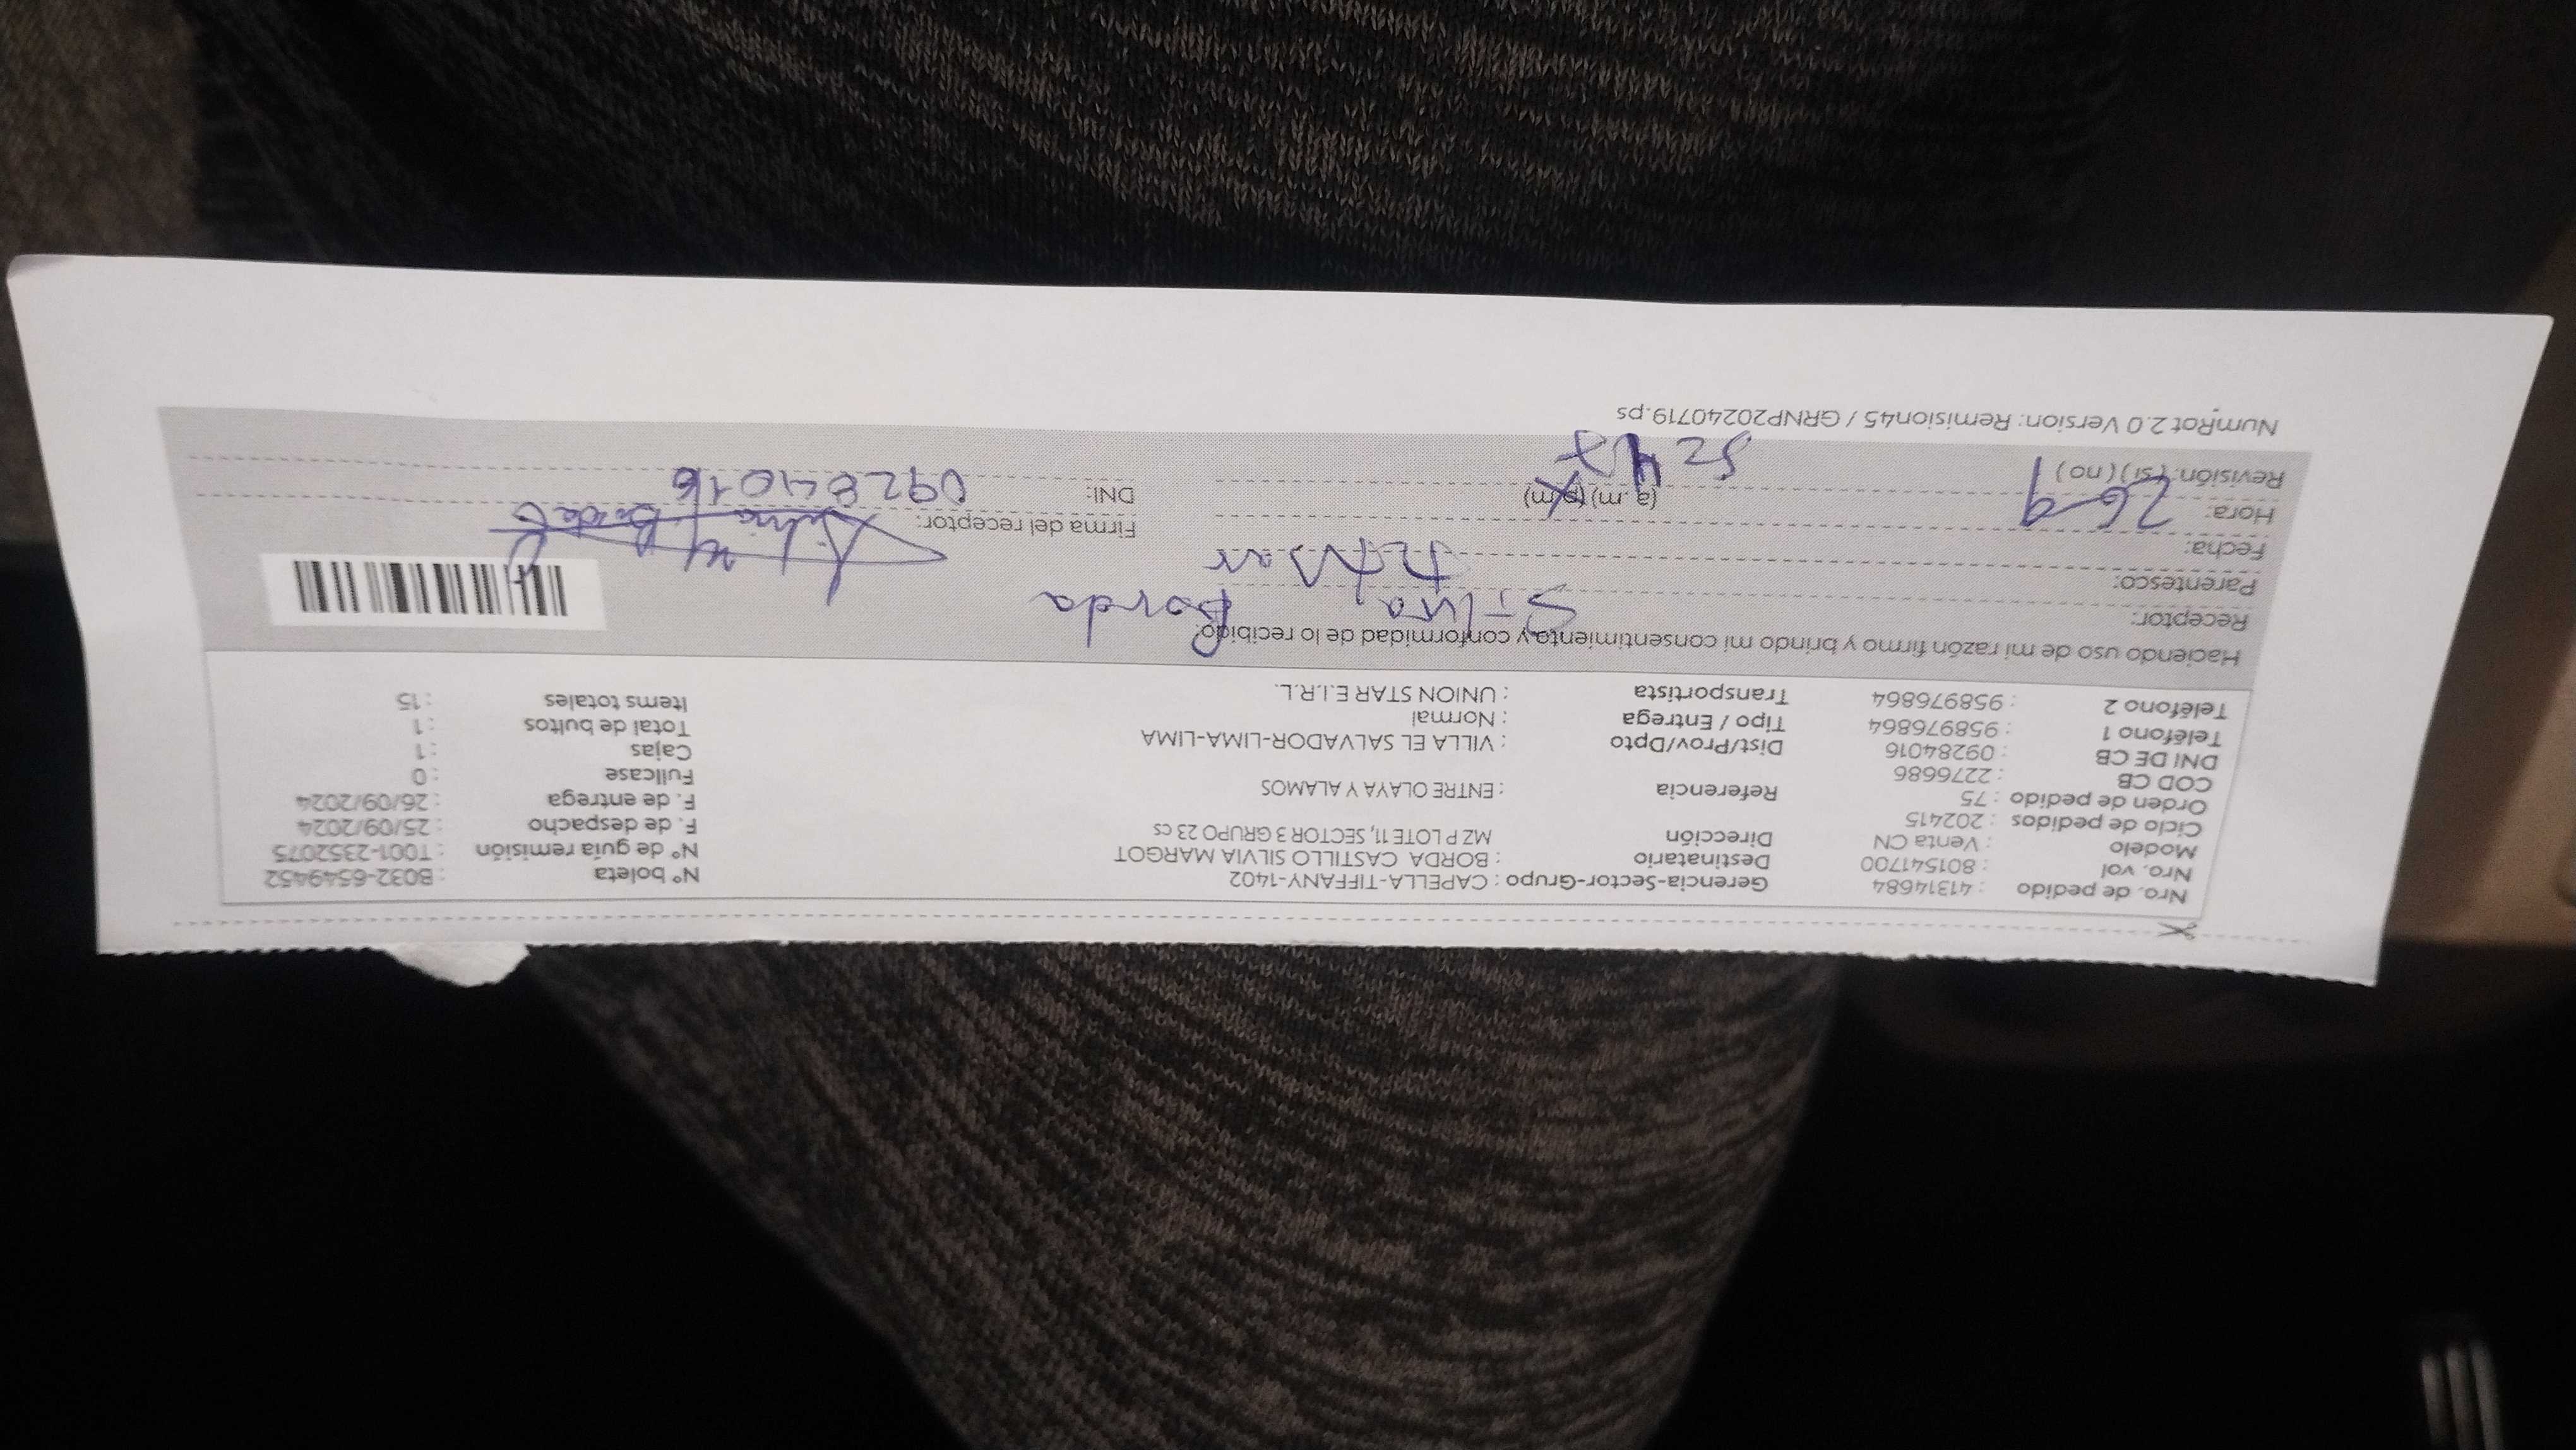 Nro. de pedido : 41314684
Nro. vol : 801541700
Modelo : Venta CN
Ciclo de pedidos : 202415
Orden de pedido : 75
COD CB : 2276686
DNI DE CB : 09284016
Teléfono 1 : 958976864
Teléfono 2 : 958976864
Gerencia-Sector-Grupo : CAPELLA-TIFFANY-1402
Destinatario : BORDA CASTILLO SILVIA MARGOT
Dirección MZ P LOTE 11, SECTOR 3 GRUPO 23 cs
Referencia : ENTRE OLAYA Y ALAMOS
Dist/Prov/Dpto : VILLA EL SALVADOR-LIMA-LIMA
Tipo / Entrega : Normal
Transportista : UNION STAR E.I.R.L.
N° boleta : B032-6549452
N° de guía remisión : T001-2352075
F. de despacho : 25/09/2024
F. de entrega : 26/09/2024
Fullcase : 0
Cajas : 1
Total de bultos : 1
Items totales : 15
Haciendo uso de mi razón firmo y brindo mi consentimiento y conformidad de lo recibido.
Receptor: Silvia Borda
Parentesco:
Fecha:
Hora: 26-9 (a. m) (p.m)
Revisión: (si) (no)
Firma del receptor: Silvia Borda C
DNI: 09284016
NumRot 2.0 Version: Remision45 / GRNP20240719.ps